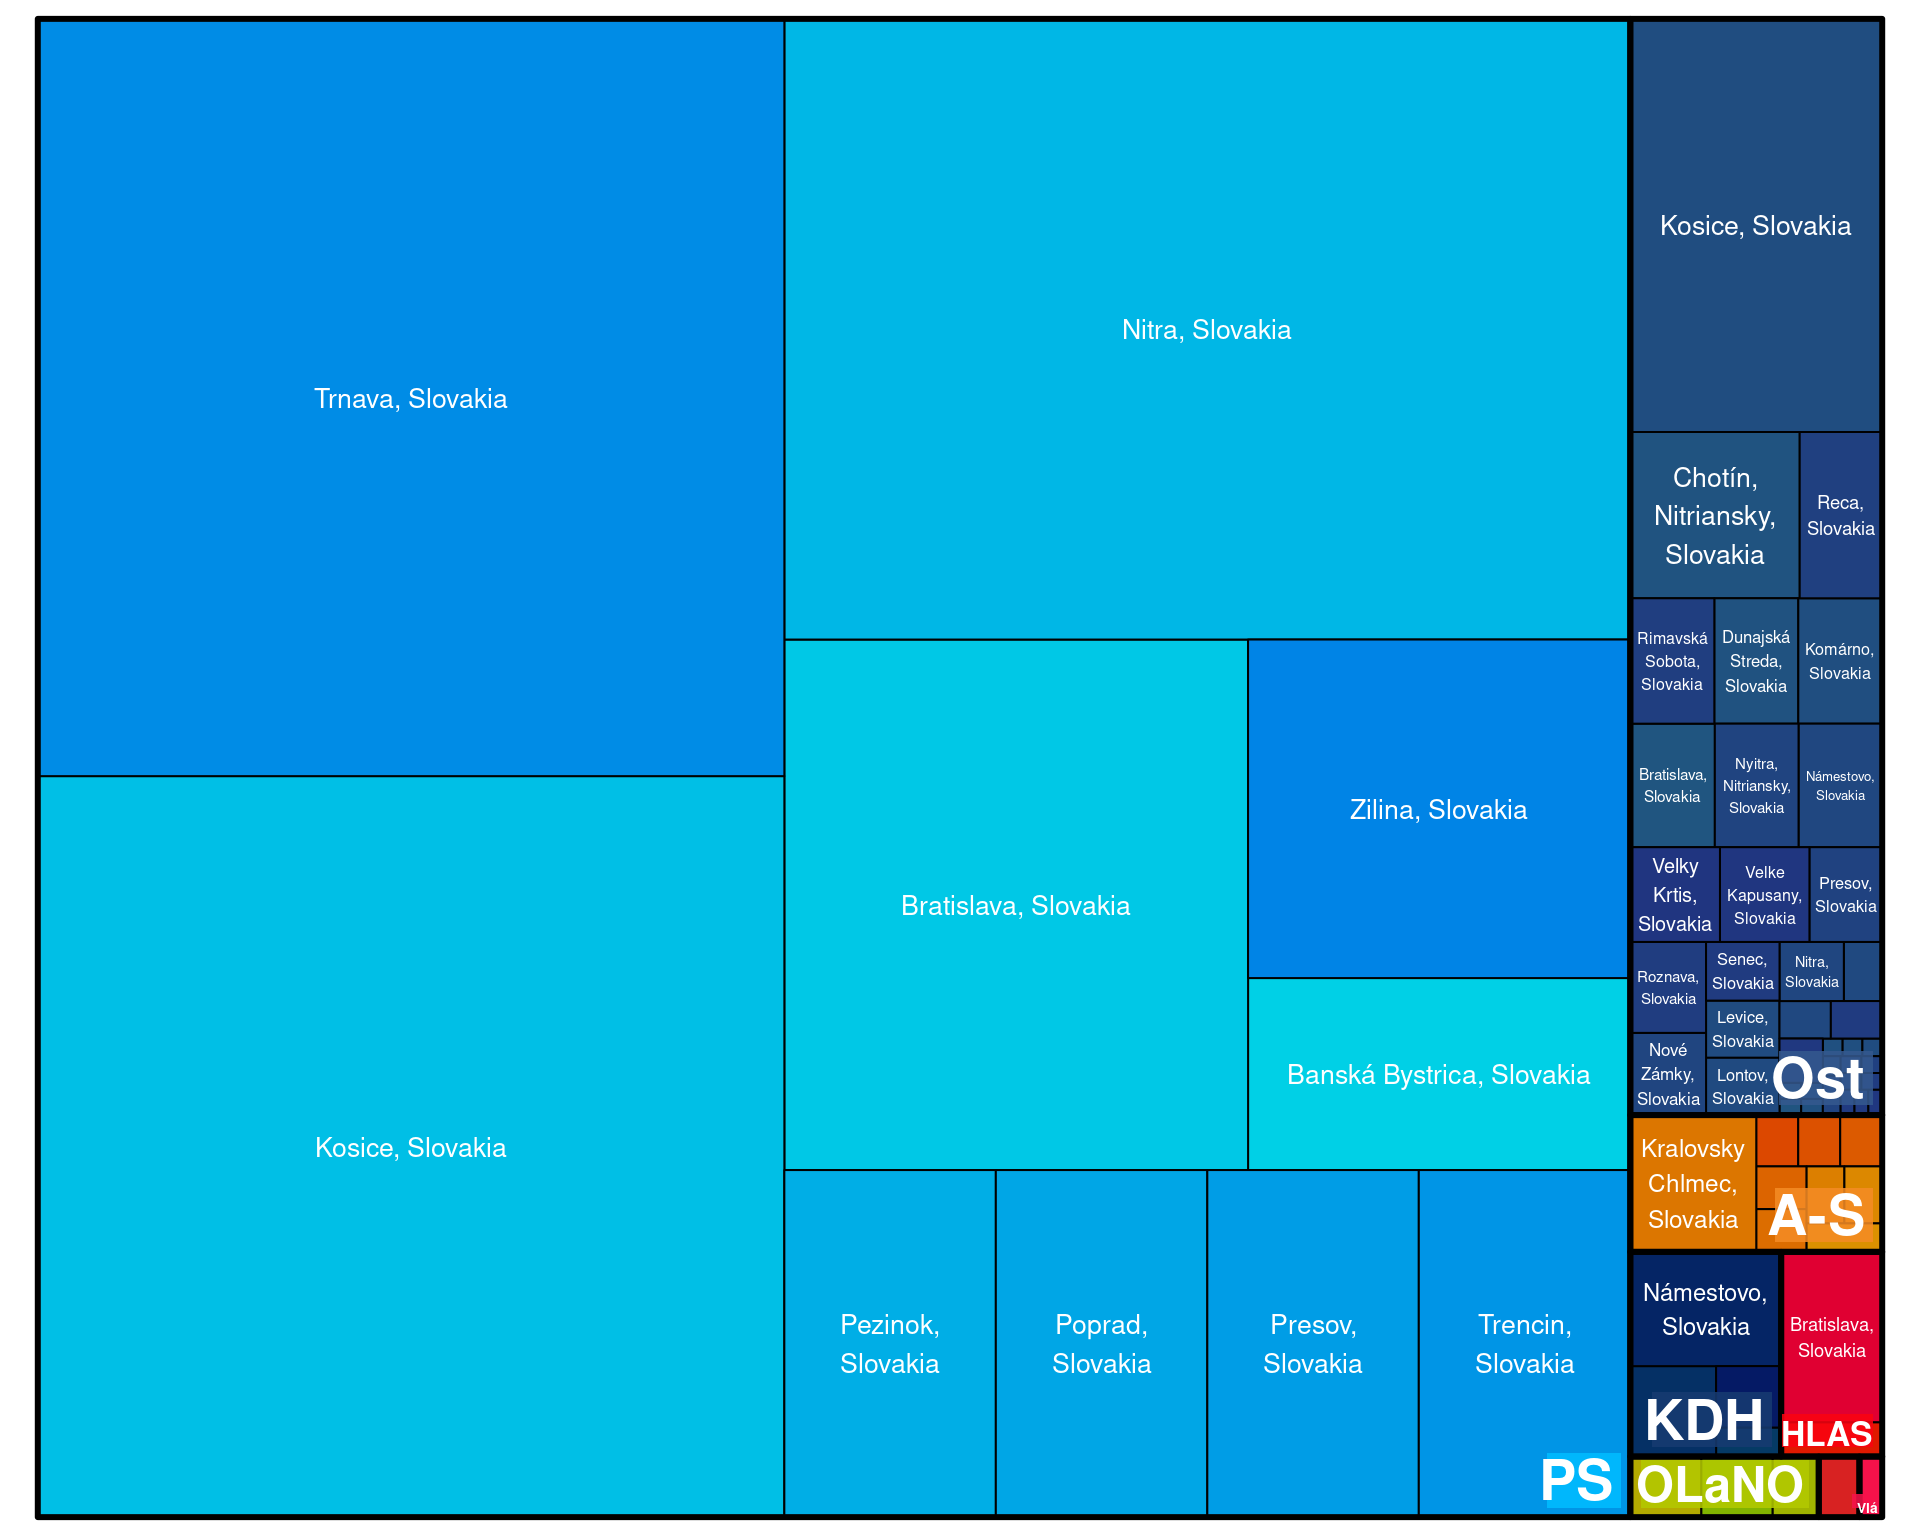 Trnava, Slovakia
Nitra, Slovakia
Kosice, Slovakia
Bratislava, Slovakia
Zilina, Slovakia
Banská Bystrica, Slovakia
Pezinok,
Slovakia
Poprad,
Slovakia
Presov,
Slovakia
Trencin,
Slovakia
PS
Kosice, Slovakia
Chotín,
Nitriansky,
Slovakia
Reca,
Slovakia
Rimavská
Sobota,
Slovakia
Dunajská
Streda,
Slovakia
Komárno,
Slovakia
Bratislava,
Slovakia
Nyitra,
Nitriansky,
Slovakia
Námestovo,
Slovakia
Velky
Krtis,
Slovakia
Velke
Kapusany,
Slovakia
Presov,
Slovakia
Roznava,
Slovakia
Senec,
Slovakia
Nitra,
Slovakia
Levice,
Slovakia
Nové
Zámky,
Slovakia
Lontov,
Slovakia
Ost
Kralovsky
Chlmec,
Slovakia
A-S
Námestovo,
Slovakia
KDH
Bratislava,
Slovakia
HLAS
OLaNO
Vlá